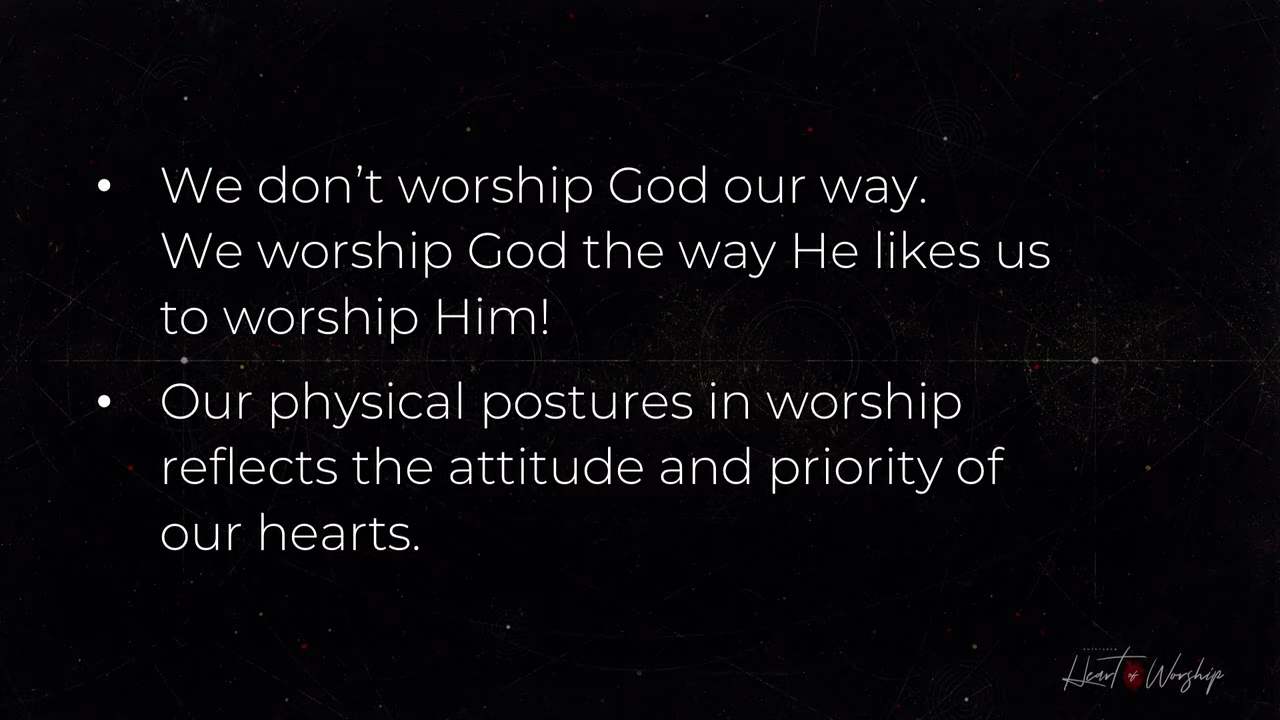 • We don’t worship God our way.
We worship God the way He likes us
to worship Him!
• Our physical postures in worship
reflects the attitude and priority of
our hearts.
Heart of Worship